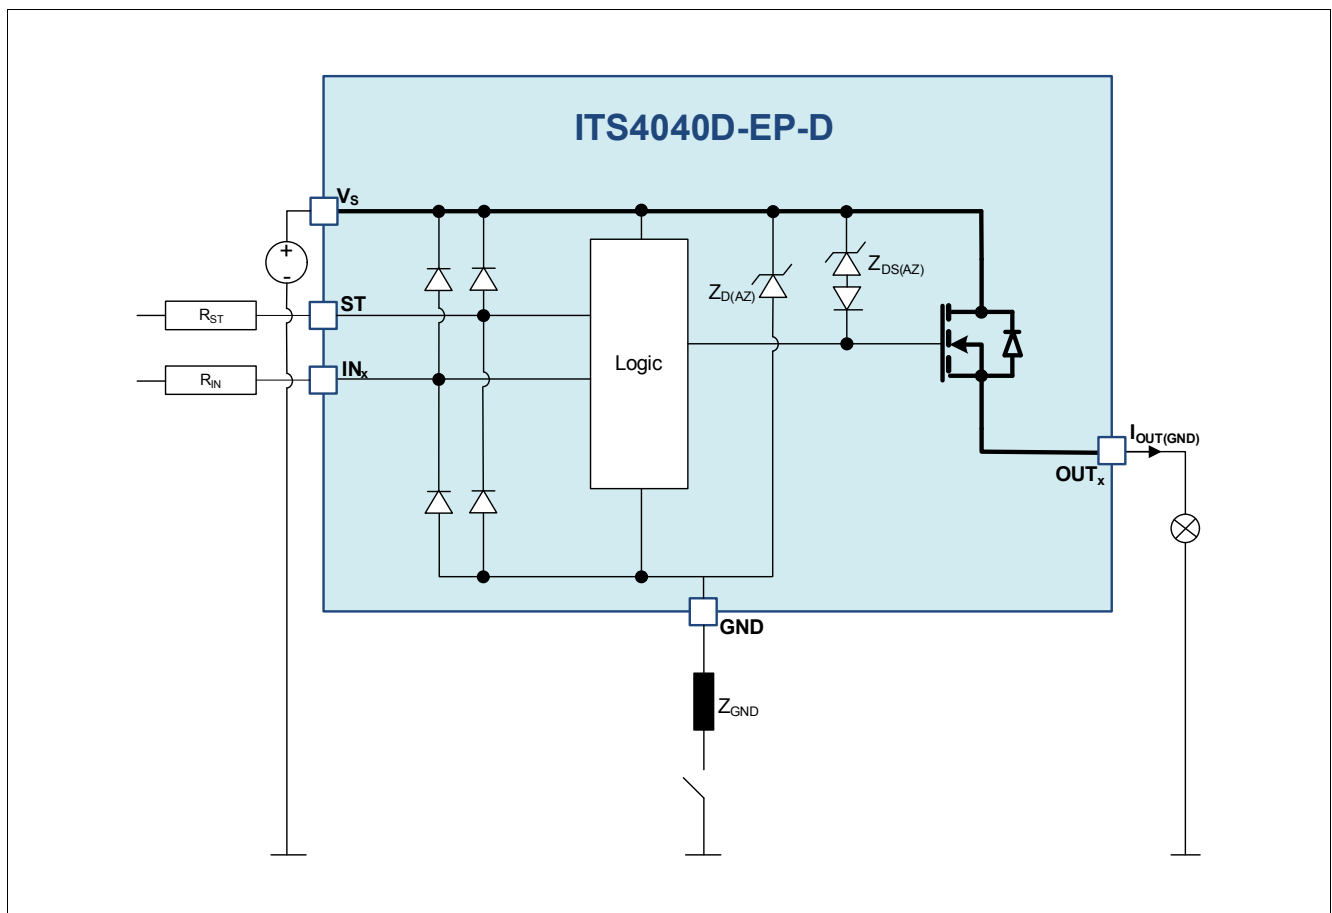 ITS4040D-EP-D
VS
+
-
ZDS(AZ)
ZD(AZ)
ST
RST
INx
RIN
Logic
IOUT(GND)
OUTx
GND
ZGND